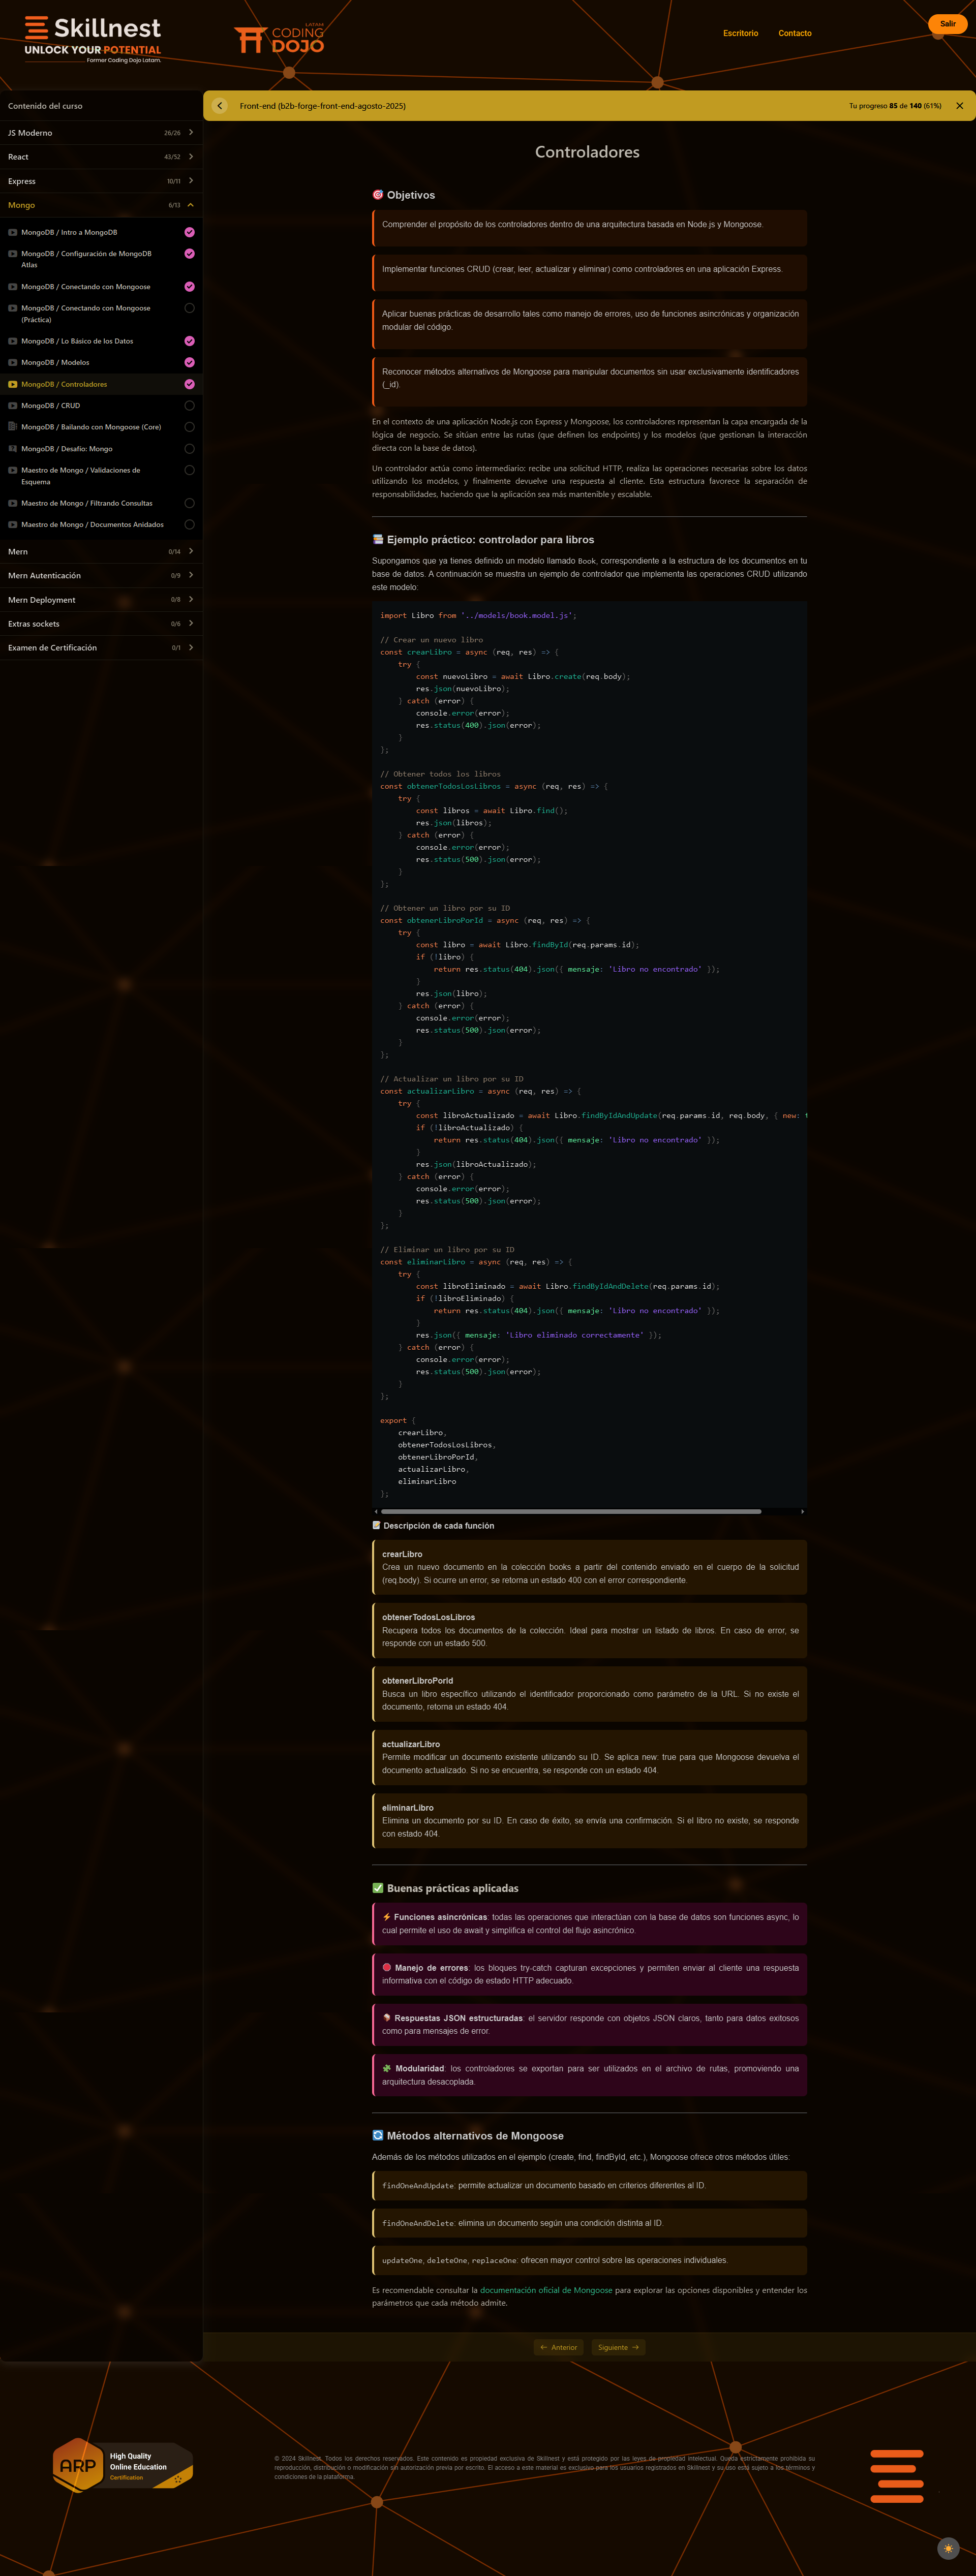 Skillnest
UNLOCK YOUR POTENTIAL
Former Coding Dojo Latam.
LATAM
CODING
DOJO
Escritorio
Contacto
Salir
Contenido del curso
JS Moderno 26/26
React 43/52
Express 10/11
Mongo 6/13
MongoDB / Intro a MongoDB
MongoDB / Configuración de MongoDB
Atlas
MongoDB / Conectando con Mongoose
MongoDB / Conectando con Mongoose
(Práctica)
MongoDB / Lo Básico de los Datos
MongoDB / Modelos
MongoDB / Controladores
MongoDB / CRUD
MongoDB / Bailando con Mongoose (Core)
MongoDB / Desafío: Mongo
Maestro de Mongo / Validaciones de
Esquema
Maestro de Mongo / Filtrando Consultas
Maestro de Mongo / Documentos Anidados
Mern 0/14
Mern Autenticación 0/9
Mern Deployment 0/8
Extras sockets 0/6
Examen de Certificación 0/1
Front-end (b2b-forge-front-end-agosto-2025)
Tu progreso 85 de 140 (61%)
Controladores
🎯 Objetivos
Comprender el propósito de los controladores dentro de una arquitectura basada en Node.js y Mongoose.
Implementar funciones CRUD (crear, leer, actualizar y eliminar) como controladores en una aplicación Express.
Aplicar buenas prácticas de desarrollo tales como manejo de errores, uso de funciones asincrónicas y organización
modular del código.
Reconocer métodos alternativos de Mongoose para manipular documentos sin usar exclusivamente identificadores
(_id).
En el contexto de una aplicación Node.js con Express y Mongoose, los controladores representan la capa encargada de la
lógica de negocio. Se sitúan entre las rutas (que definen los endpoints) y los modelos (que gestionan la interacción
directa con la base de datos).
Un controlador actúa como intermediario: recibe una solicitud HTTP, realiza las operaciones necesarias sobre los datos
utilizando los modelos, y finalmente devuelve una respuesta al cliente. Esta estructura favorece la separación de
responsabilidades, haciendo que la aplicación sea más mantenible y escalable.
📚 Ejemplo práctico: controlador para libros
Supongamos que ya tienes definido un modelo llamado Book, correspondiente a la estructura de los documentos en tu
base de datos. A continuación se muestra un ejemplo de controlador que implementa las operaciones CRUD utilizando
este modelo:
import Libro from '../models/book.model.js';
// Crear un nuevo libro
const crearLibro = async (req, res) => {
    try {
        const nuevoLibro = await Libro.create(req.body);
        res.json(nuevoLibro);
    } catch (error) {
        console.error(error);
        res.status(400).json(error);
    }
};
// Obtener todos los libros
const obtenerTodosLosLibros = async (req, res) => {
    try {
        const libros = await Libro.find();
        res.json(libros);
    } catch (error) {
        console.error(error);
        res.status(500).json(error);
    }
};
// Obtener un libro por su ID
const obtenerLibroPorId = async (req, res) => {
    try {
        const libro = await Libro.findById(req.params.id);
        if (!libro) {
            return res.status(404).json({ mensaje: 'Libro no encontrado' });
        }
        res.json(libro);
    } catch (error) {
        console.error(error);
        res.status(500).json(error);
    }
};
// Actualizar un libro por su ID
const actualizarLibro = async (req, res) => {
    try {
        const libroActualizado = await Libro.findByIdAndUpdate(req.params.id, req.body, { new: t
        if (!libroActualizado) {
            return res.status(404).json({ mensaje: 'Libro no encontrado' });
        }
        res.json(libroActualizado);
    } catch (error) {
        console.error(error);
        res.status(500).json(error);
    }
};
// Eliminar un libro por su ID
const eliminarLibro = async (req, res) => {
    try {
        const libroEliminado = await Libro.findByIdAndDelete(req.params.id);
        if (!libroEliminado) {
            return res.status(404).json({ mensaje: 'Libro no encontrado' });
        }
        res.json({ mensaje: 'Libro eliminado correctamente' });
    } catch (error) {
        console.error(error);
        res.status(500).json(error);
    }
};
export {
    crearLibro,
    obtenerTodosLosLibros,
    obtenerLibroPorId,
    actualizarLibro,
    eliminarLibro
};
📝 Descripción de cada función
crearLibro
Crea un nuevo documento en la colección books a partir del contenido enviado en el cuerpo de la solicitud
(req.body). Si ocurre un error, se retorna un estado 400 con el error correspondiente.
obtenerTodosLosLibros
Recupera todos los documentos de la colección. Ideal para mostrar un listado de libros. En caso de error, se
responde con un estado 500.
obtenerLibroPorId
Busca un libro específico utilizando el identificador proporcionado como parámetro de la URL. Si no existe el
documento, retorna un estado 404.
actualizarLibro
Permite modificar un documento existente utilizando su ID. Se aplica new: true para que Mongoose devuelva el
documento actualizado. Si no se encuentra, se responde con un estado 404.
eliminarLibro
Elimina un documento por su ID. En caso de éxito, se envía una confirmación. Si el libro no existe, se responde
con estado 404.
✅ Buenas prácticas aplicadas
⚡ Funciones asincrónicas: todas las operaciones que interactúan con la base de datos son funciones async, lo
cual permite el uso de await y simplifica el control del flujo asincrónico.
🔴 Manejo de errores: los bloques try-catch capturan excepciones y permiten enviar al cliente una respuesta
informativa con el código de estado HTTP adecuado.
Respuestas JSON estructuradas: el servidor responde con objetos JSON claros, tanto para datos exitosos
como para mensajes de error.
🧩 Modularidad: los controladores se exportan para ser utilizados en el archivo de rutas, promoviendo una
arquitectura desacoplada.
🔄 Métodos alternativos de Mongoose
Además de los métodos utilizados en el ejemplo (create, find, findById, etc.), Mongoose ofrece otros métodos útiles:
findOneAndUpdate: permite actualizar un documento basado en criterios diferentes al ID.
findOneAndDelete: elimina un documento según una condición distinta al ID.
updateOne, deleteOne, replaceOne: ofrecen mayor control sobre las operaciones individuales.
Es recomendable consultar la documentación oficial de Mongoose para explorar las opciones disponibles y entender los
parámetros que cada método admite.
← Anterior
Siguiente →
ARP
High Quality
Online Education
Certification
© 2024 Skillnest. Todos los derechos reservados. Este contenido es propiedad exclusiva de Skillnest y está protegido por las leyes de propiedad intelectual. Queda estrictamente prohibida su
reproducción, distribución o modificación sin autorización previa por escrito. El acceso a este material es exclusivo para los usuarios registrados en Skillnest y su uso está sujeto a los términos y
condiciones de la plataforma.